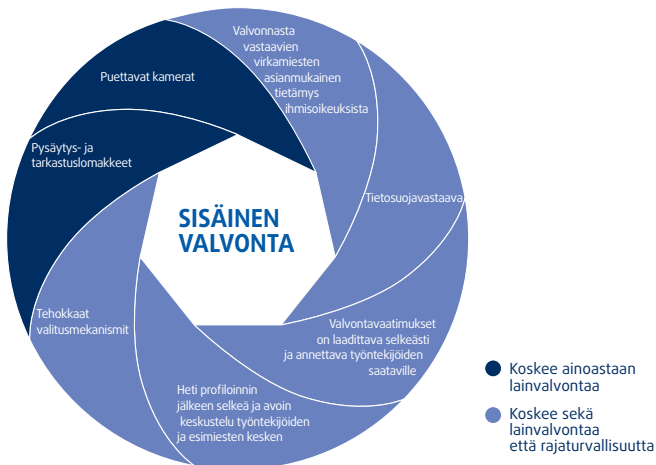 Valvonnasta
vastaavien
virkamiesten
asianmukainen
tietämys
ihmisoikeuksista
Puettavat kamerat
Pysäytys- ja
tarkastuslomakkeet
Tietosuojavastaava
SISÄINEN
VALVONTA
Tehokkaat
valitusmekanismit
Valvontavaatimukset
on laadittava selkeästi
ja annettava työntekijöiden
saataville
Heti profiloinnin
jälkeen selkeä ja avoin
keskustelu työntekijöiden
ja esimiesten kesken
Koskee ainoastaan
lainvalvontaa
Koskee sekä
lainvalvontaa
että rajaturvallisuutta